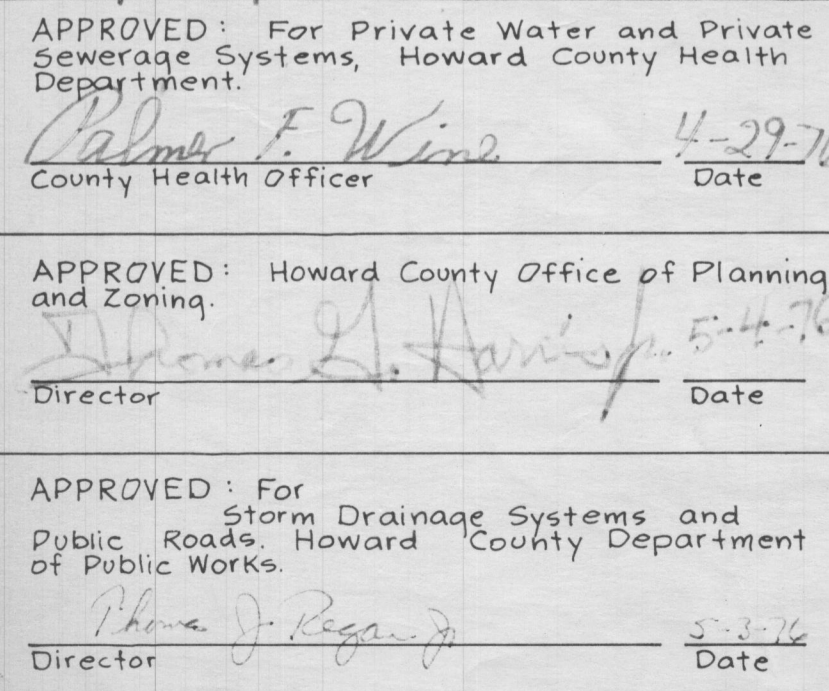 APPROVED: For Private Water and Private
Sewerage Systems, Howard County Health
Department.
Palmer F. Wine 4-29-76
County Health Officer Date
APPROVED: Howard County Office of Planning
and Zoning.
Thomas G. Harris Jr. 5-4-76
Director Date
APPROVED: For
Storm Drainage Systems and
Public Roads. Howard County Department
of Public Works.
Thomas J Regan Jr 5-3-76
Director Date